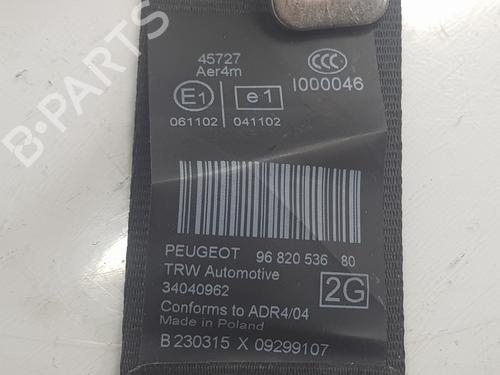 45727
Aer4m
CCC
I000046
E1
e1
061102
041102
PEUGEOT 96 820 536 80
TRW Automotive
34040962
2G
Conforms to ADR4/04
Made in Poland
B 230315 X 09299107
B-PARTS